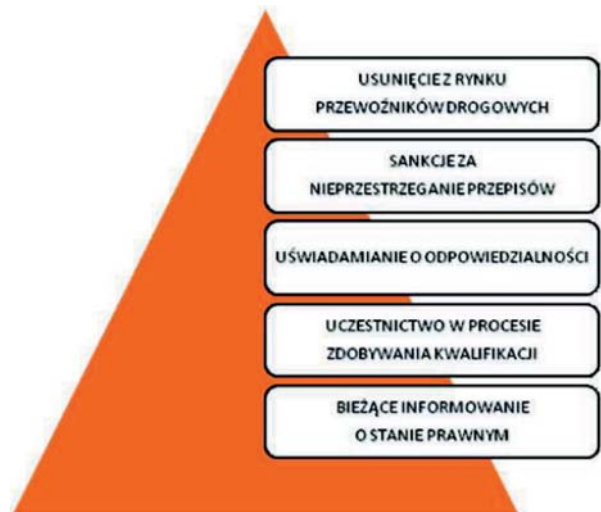 USUNIĘCIE Z RYNKU
PRZEWOŹNIKÓW DROGOWYCH
SANKCJE ZA
NIEPRZESTRZEGANIE PRZEPISÓW
UŚWIADAMIANIE O ODPOWIEDZIALNOŚCI
UCZESTNICTWO W PROCESIE
ZDOBYWANIA KWALIFIKACJI
BIEŻĄCE INFORMOWANIE
O STANIE PRAWNYM